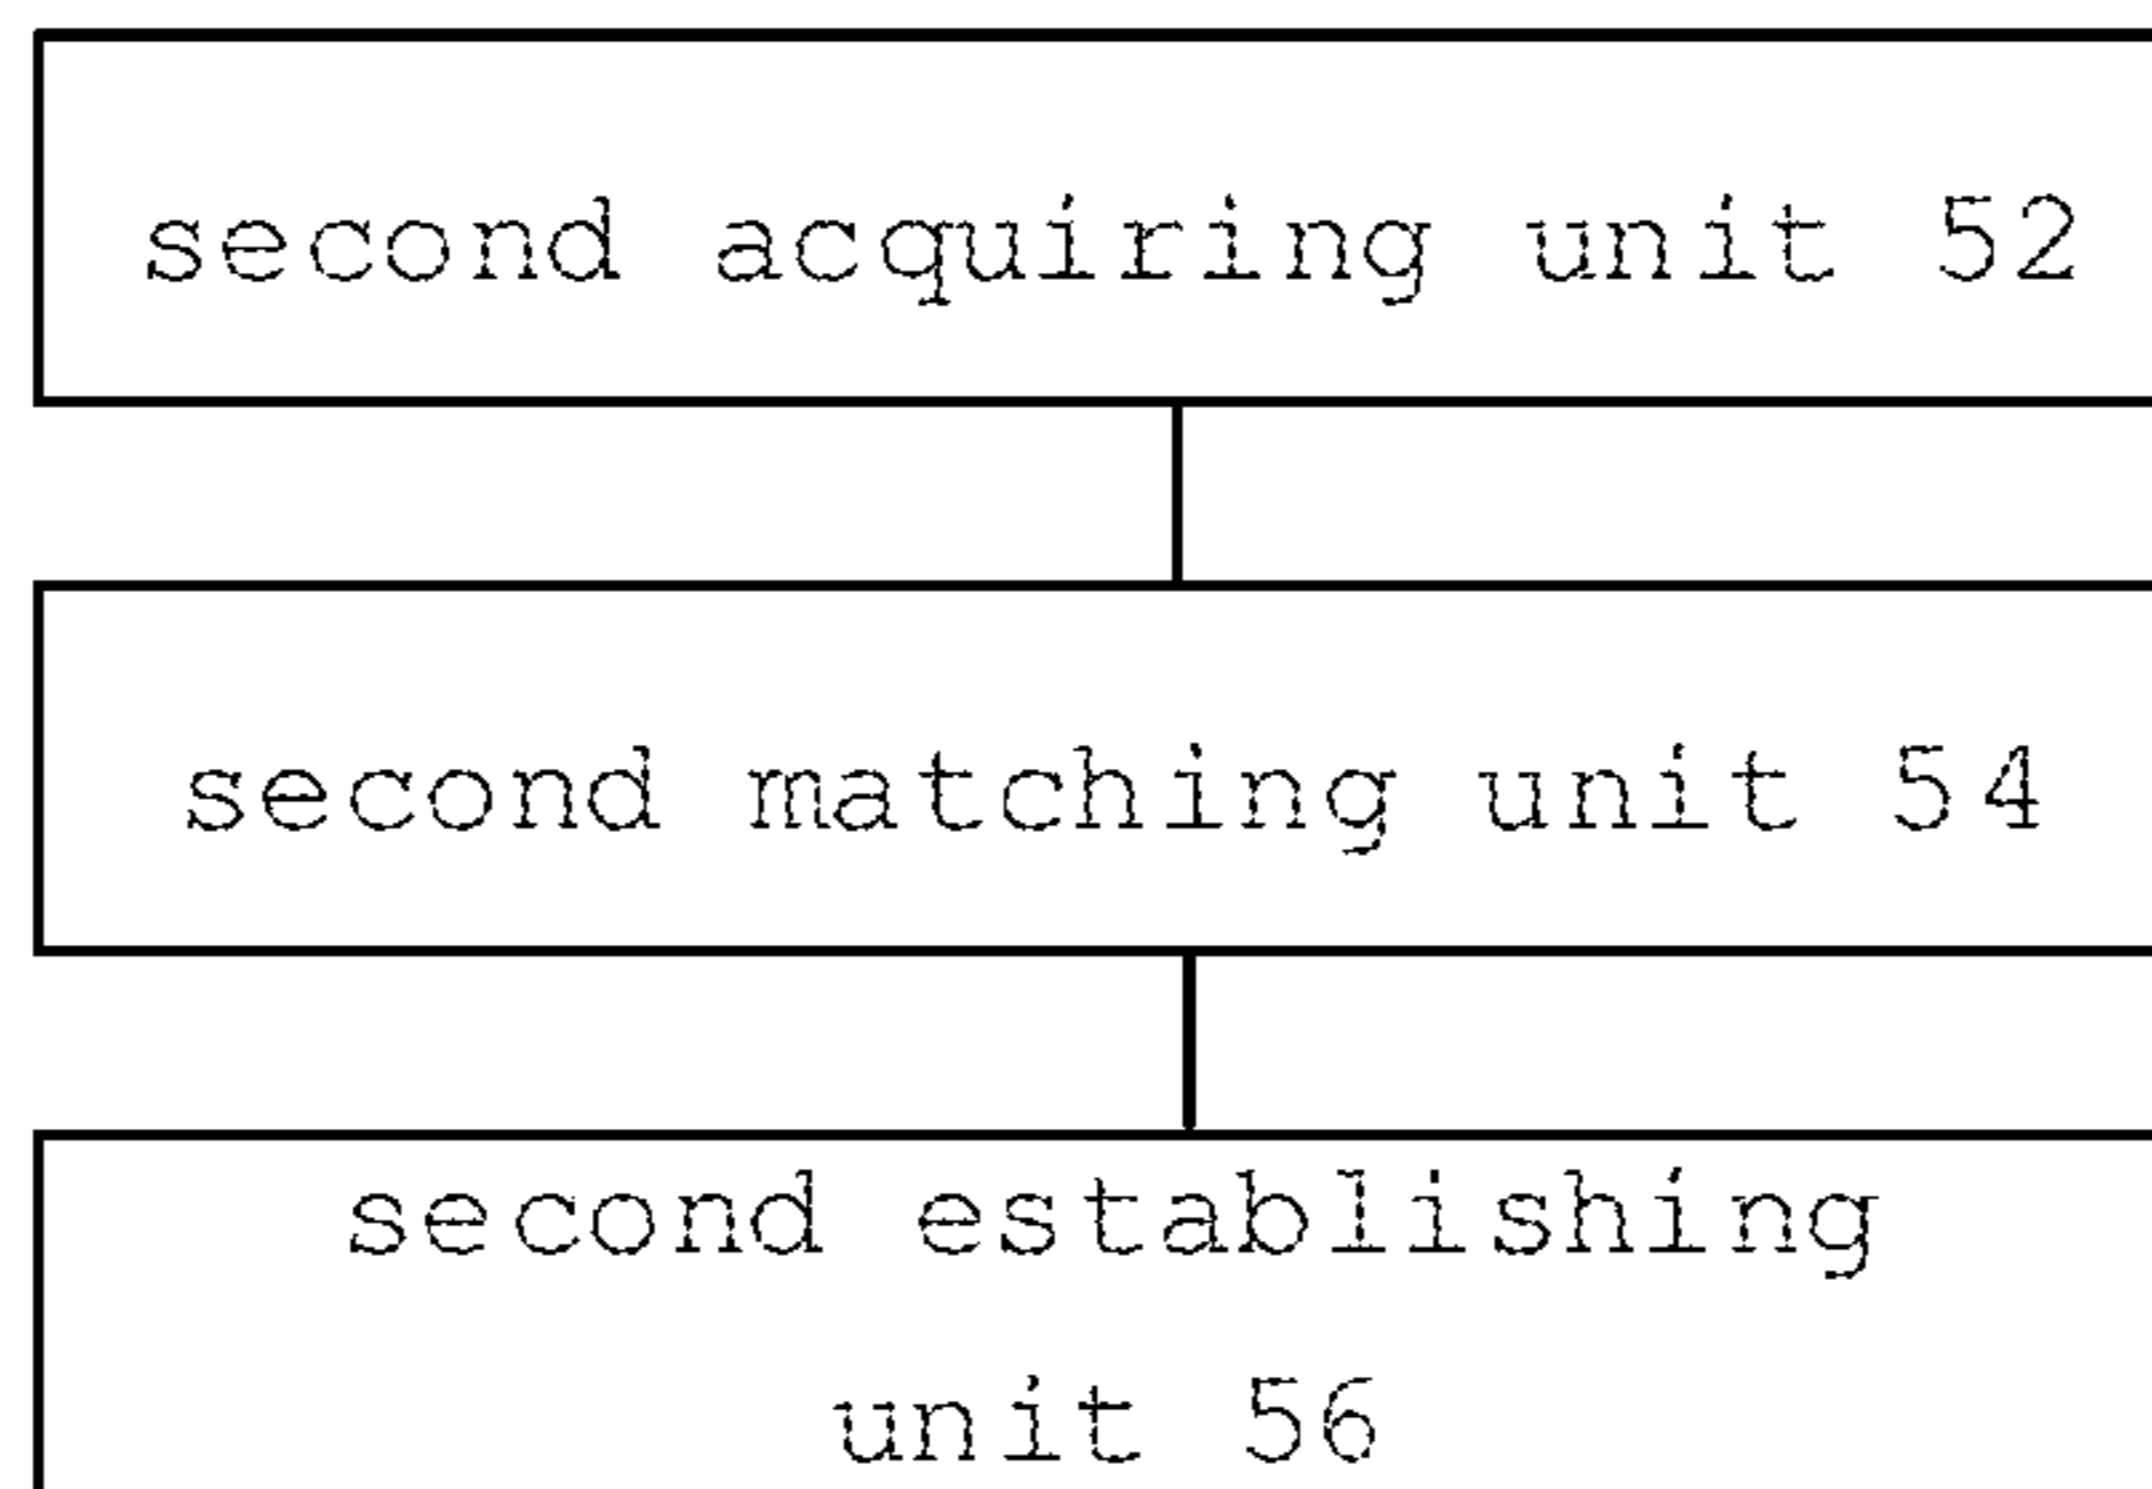 second acquiring unit 52
second matching unit 54
second establishing
unit 56